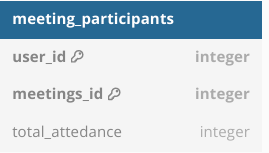 meeting_participants
user_id integer
meetings_id integer
total_attedance integer